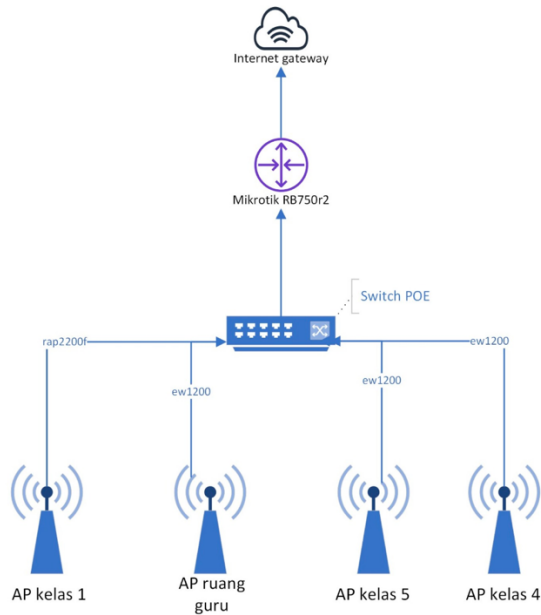 Internet gateway
Mikrotik RB750r2
Switch POE
rap2200f
ew1200
ew1200
ew1200
AP kelas 1
AP ruang
guru
AP kelas 5
AP kelas 4